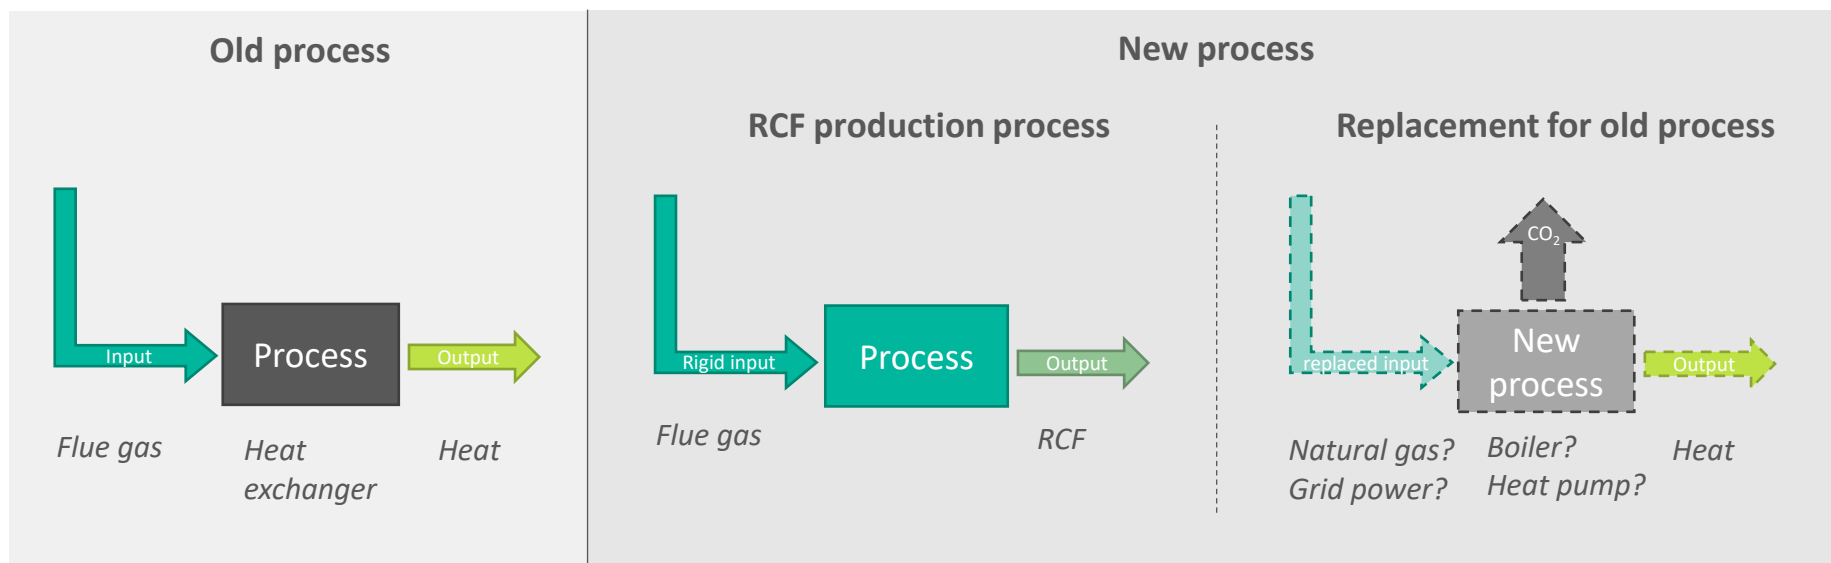 Old process
Input
Process
Output
Flue gas
Heat
exchanger
Heat
New process
RCF production process
Rigid input
Process
Output
Flue gas
RCF
Replacement for old process
CO₂
replaced input
New
process
Output
Natural gas?
Grid power?
Boiler?
Heat pump?
Heat